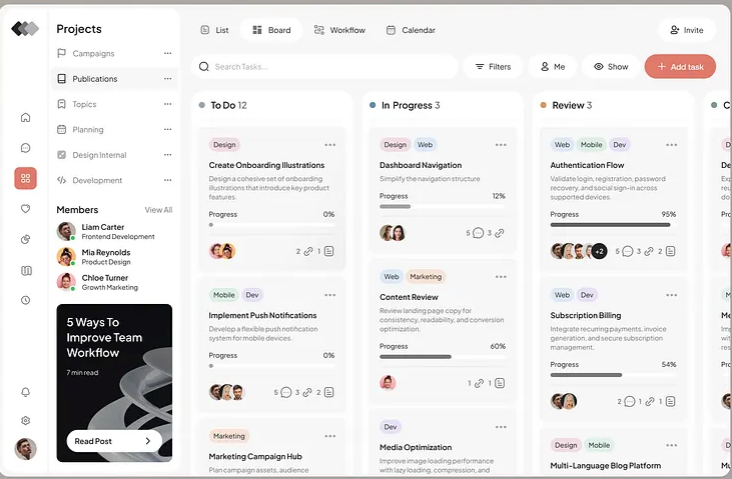 Projects
Campaigns
Publications
Topics
Planning
Design Internal
Development
Members
View All
Liam Carter
Frontend Development
Mia Reynolds
Product Design
Chloe Turner
Growth Marketing
5 Ways To
Improve Team
Workflow
7 min read
Read Post
List
Board
Workflow
Calendar
Invite
Search Tasks...
Filters
Me
Show
Add task
To Do 12
Design
Create Onboarding Illustrations
Design a cohesive set of onboarding
illustrations that introduce key product
features.
Progress
0%
2
1
Mobile
Dev
Implement Push Notifications
Develop a flexible push notification
system for mobile devices.
Progress
0%
5
3
2
Marketing
Marketing Campaign Hub
Plan campaign assets, audience
In Progress 3
Design
Web
Dashboard Navigation
Simplify the navigation structure
Progress
12%
5
3
Web
Marketing
Content Review
Review landing page copy for
consistency, readability, and conversion
optimization.
Progress
60%
1
1
Dev
Media Optimization
Improve image loading performance
with lazy loading, compression, and
Review 3
Web
Mobile
Dev
Authentication Flow
Validate login, registration, password
recovery, and social sign-in across
supported devices.
Progress
95%
+2
5
3
2
Web
Dev
Subscription Billing
Integrate recurring payments, invoice
generation, and secure subscription
management.
Progress
54%
2
1
1
Design
Mobile
Multi-Language Blog Platform